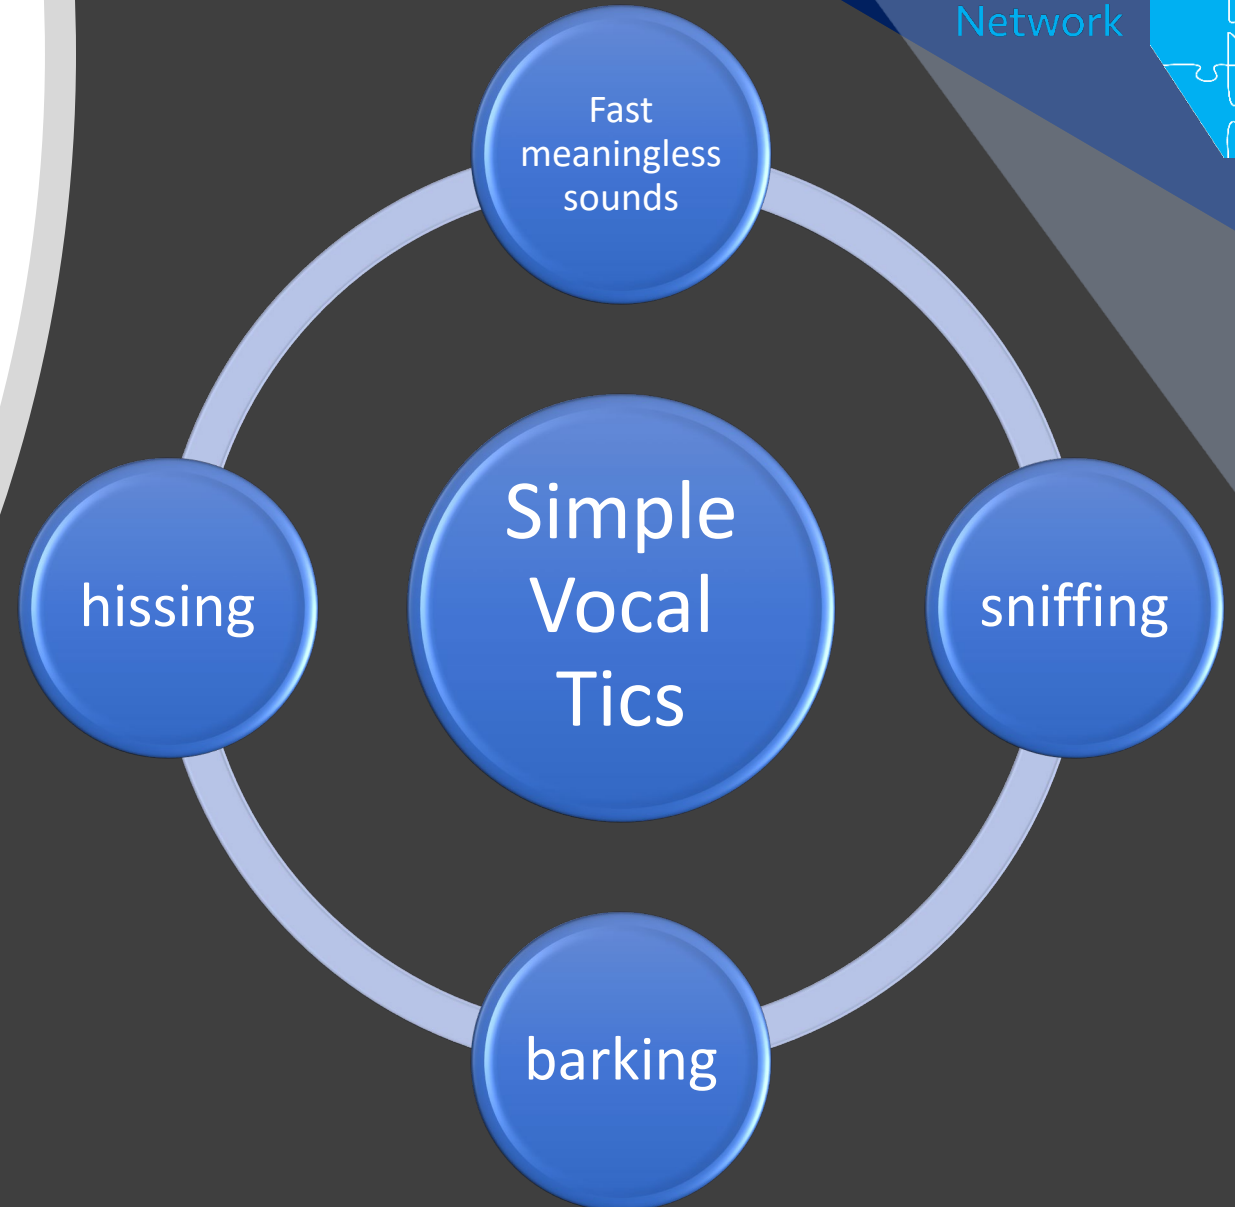 Network
Fast
meaningless
sounds
Simple
Vocal
Tics
hissing
sniffing
barking